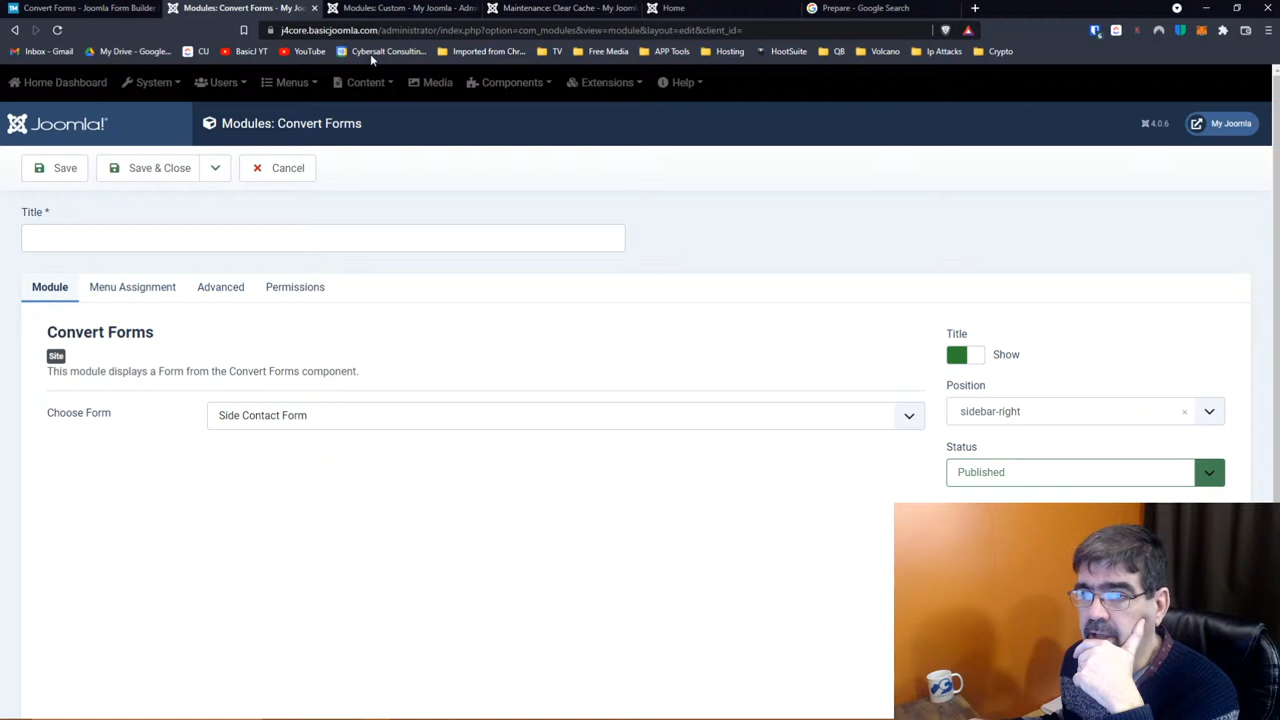 Convert Forms - Joomla Form Builder
Modules: Convert Forms - My Joo
Modules: Custom - My Joomla - Adm
Maintenance: Clear Cache - My Jooml
Home
Prepare - Google Search
j4core.basicjoomla.com/administrator/index.php?option=com_modules&view=module&layout=edit&client_id=
Inbox - Gmail
My Drive - Google...
CU
BasicJ YT
YouTube
Cybersalt Consultin...
Imported from Chr...
TV
Free Media
APP Tools
Hosting
HootSuite
QB
Volcano
Ip Attacks
Crypto
Home Dashboard
System
Users
Menus
Content
Media
Components
Extensions
Help
Joomla!®
Modules: Convert Forms
4.0.6
My Joomla
Save
Save & Close
Cancel
Title *
Module
Menu Assignment
Advanced
Permissions
Convert Forms
Site
This module displays a Form from the Convert Forms component.
Choose Form
Side Contact Form
Title
Show
Position
sidebar-right
Status
Published